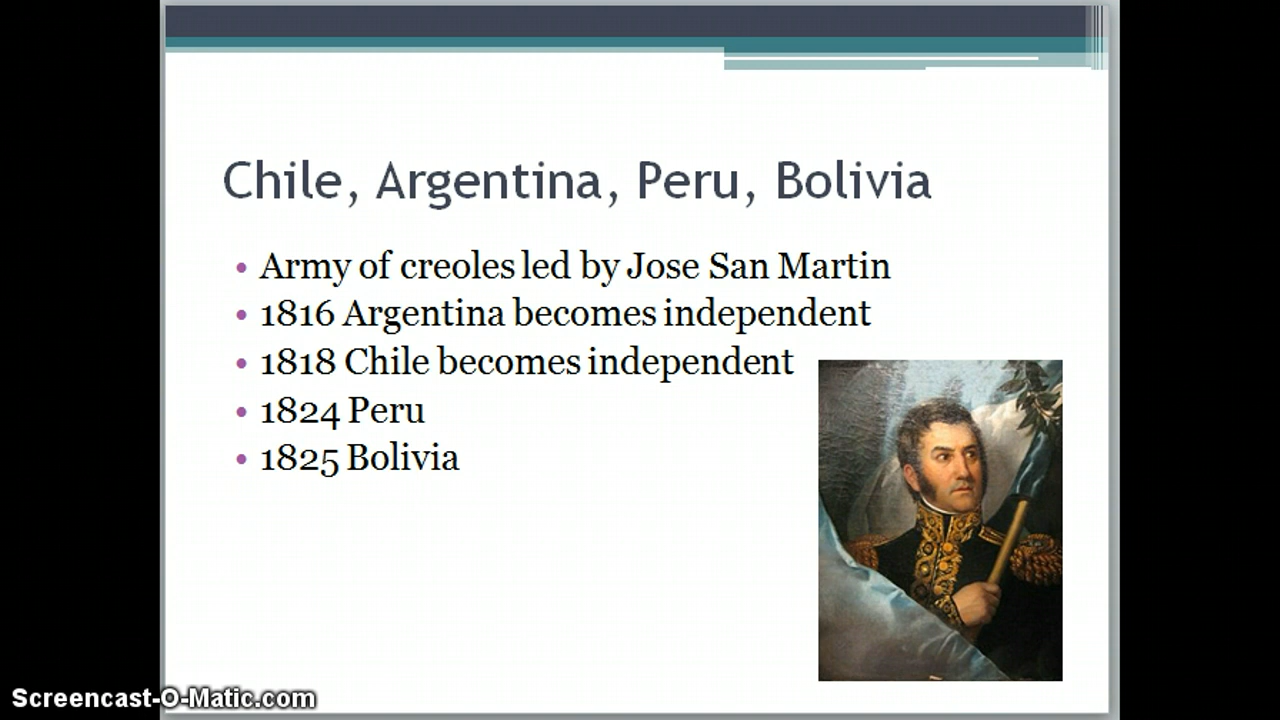 Chile, Argentina, Peru, Bolivia
• Army of creoles led by Jose San Martin
• 1816 Argentina becomes independent
• 1818 Chile becomes independent
• 1824 Peru
• 1825 Bolivia
Screencast-O-Matic.com